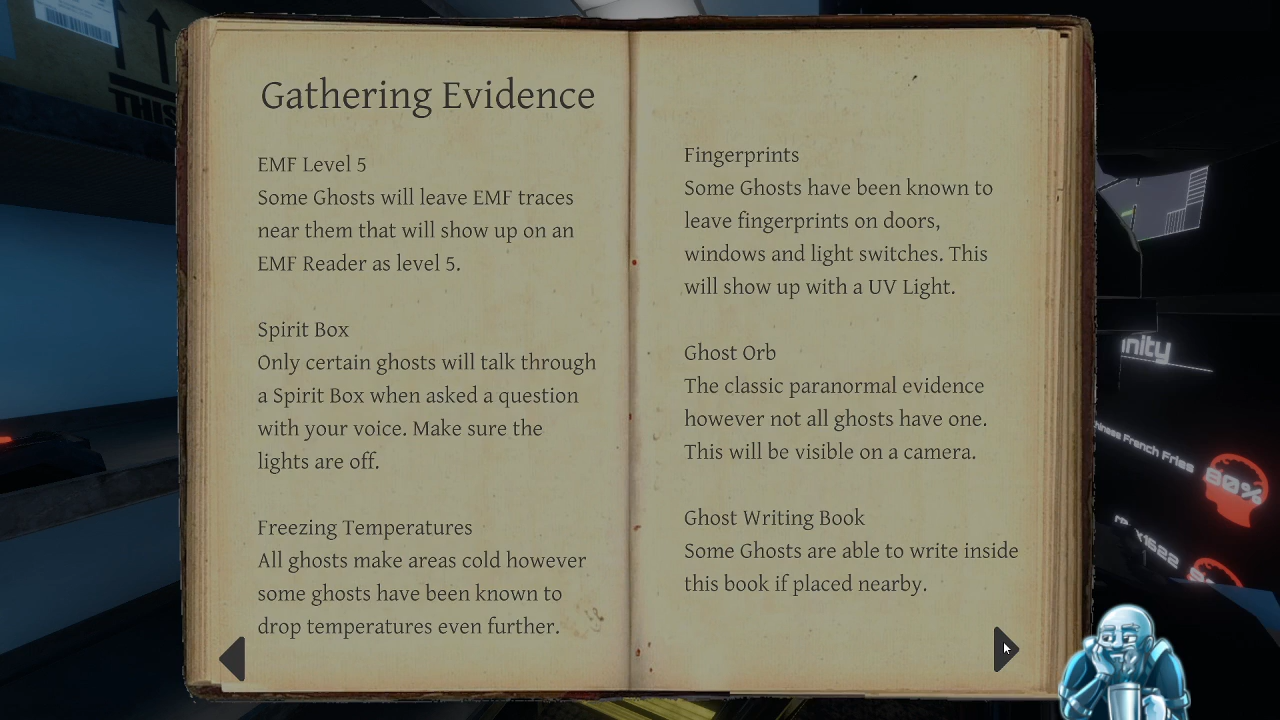 THIS
Gathering Evidence
EMF Level 5
Some Ghosts will leave EMF traces
near them that will show up on an
EMF Reader as level 5.
Spirit Box
Only certain ghosts will talk through
a Spirit Box when asked a question
with your voice. Make sure the
lights are off.
Freezing Temperatures
All ghosts make areas cold however
some ghosts have been known to
drop temperatures even further.
Fingerprints
Some Ghosts have been known to
leave fingerprints on doors,
windows and light switches. This
will show up with a UV Light.
Ghost Orb
The classic paranormal evidence
however not all ghosts have one.
This will be visible on a camera.
Ghost Writing Book
Some Ghosts are able to write inside
this book if placed nearby.
nity
French Fries
80%